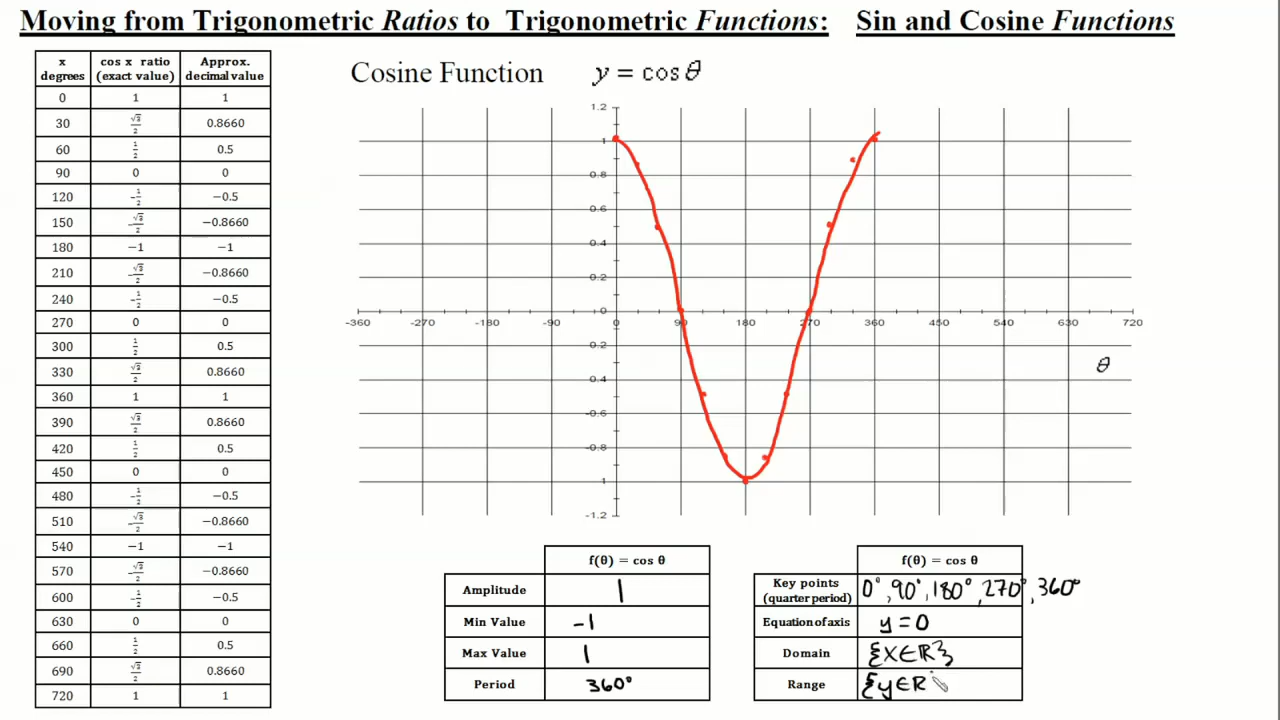 Moving from Trigonometric Ratios to Trigonometric Functions: Sin and Cosine Functions
x degrees cos x ratio (exact value) Approx. decimal value
0 1 1
30 √3/2 0.8660
60 1/2 0.5
90 0 0
120 -1/2 −0.5
150 -√3/2 −0.8660
180 −1 −1
210 -√3/2 −0.8660
240 -1/2 −0.5
270 0 0
300 1/2 0.5
330 √3/2 0.8660
360 1 1
390 √3/2 0.8660
420 1/2 0.5
450 0 0
480 -1/2 −0.5
510 -√3/2 −0.8660
540 −1 −1
570 -√3/2 −0.8660
600 -1/2 −0.5
630 0 0
660 1/2 0.5
690 √3/2 0.8660
720 1 1
Cosine Function y = cos θ
1.2
1
0.8
0.6
0.4
0.2
0
-360 -270 -180 -90 0 90 180 270 360 450 540 630 720
0.2
θ
0.4
-0.6
-0.8
1
-1.2
f(θ) = cos θ
Amplitude 1
Min Value -1
Max Value 1
Period 360°
f(θ) = cos θ
Key points (quarter period) 0°, 90°, 180°, 270°, 360°
Equation of axis y = 0
Domain {X∈R}
Range {y∈R